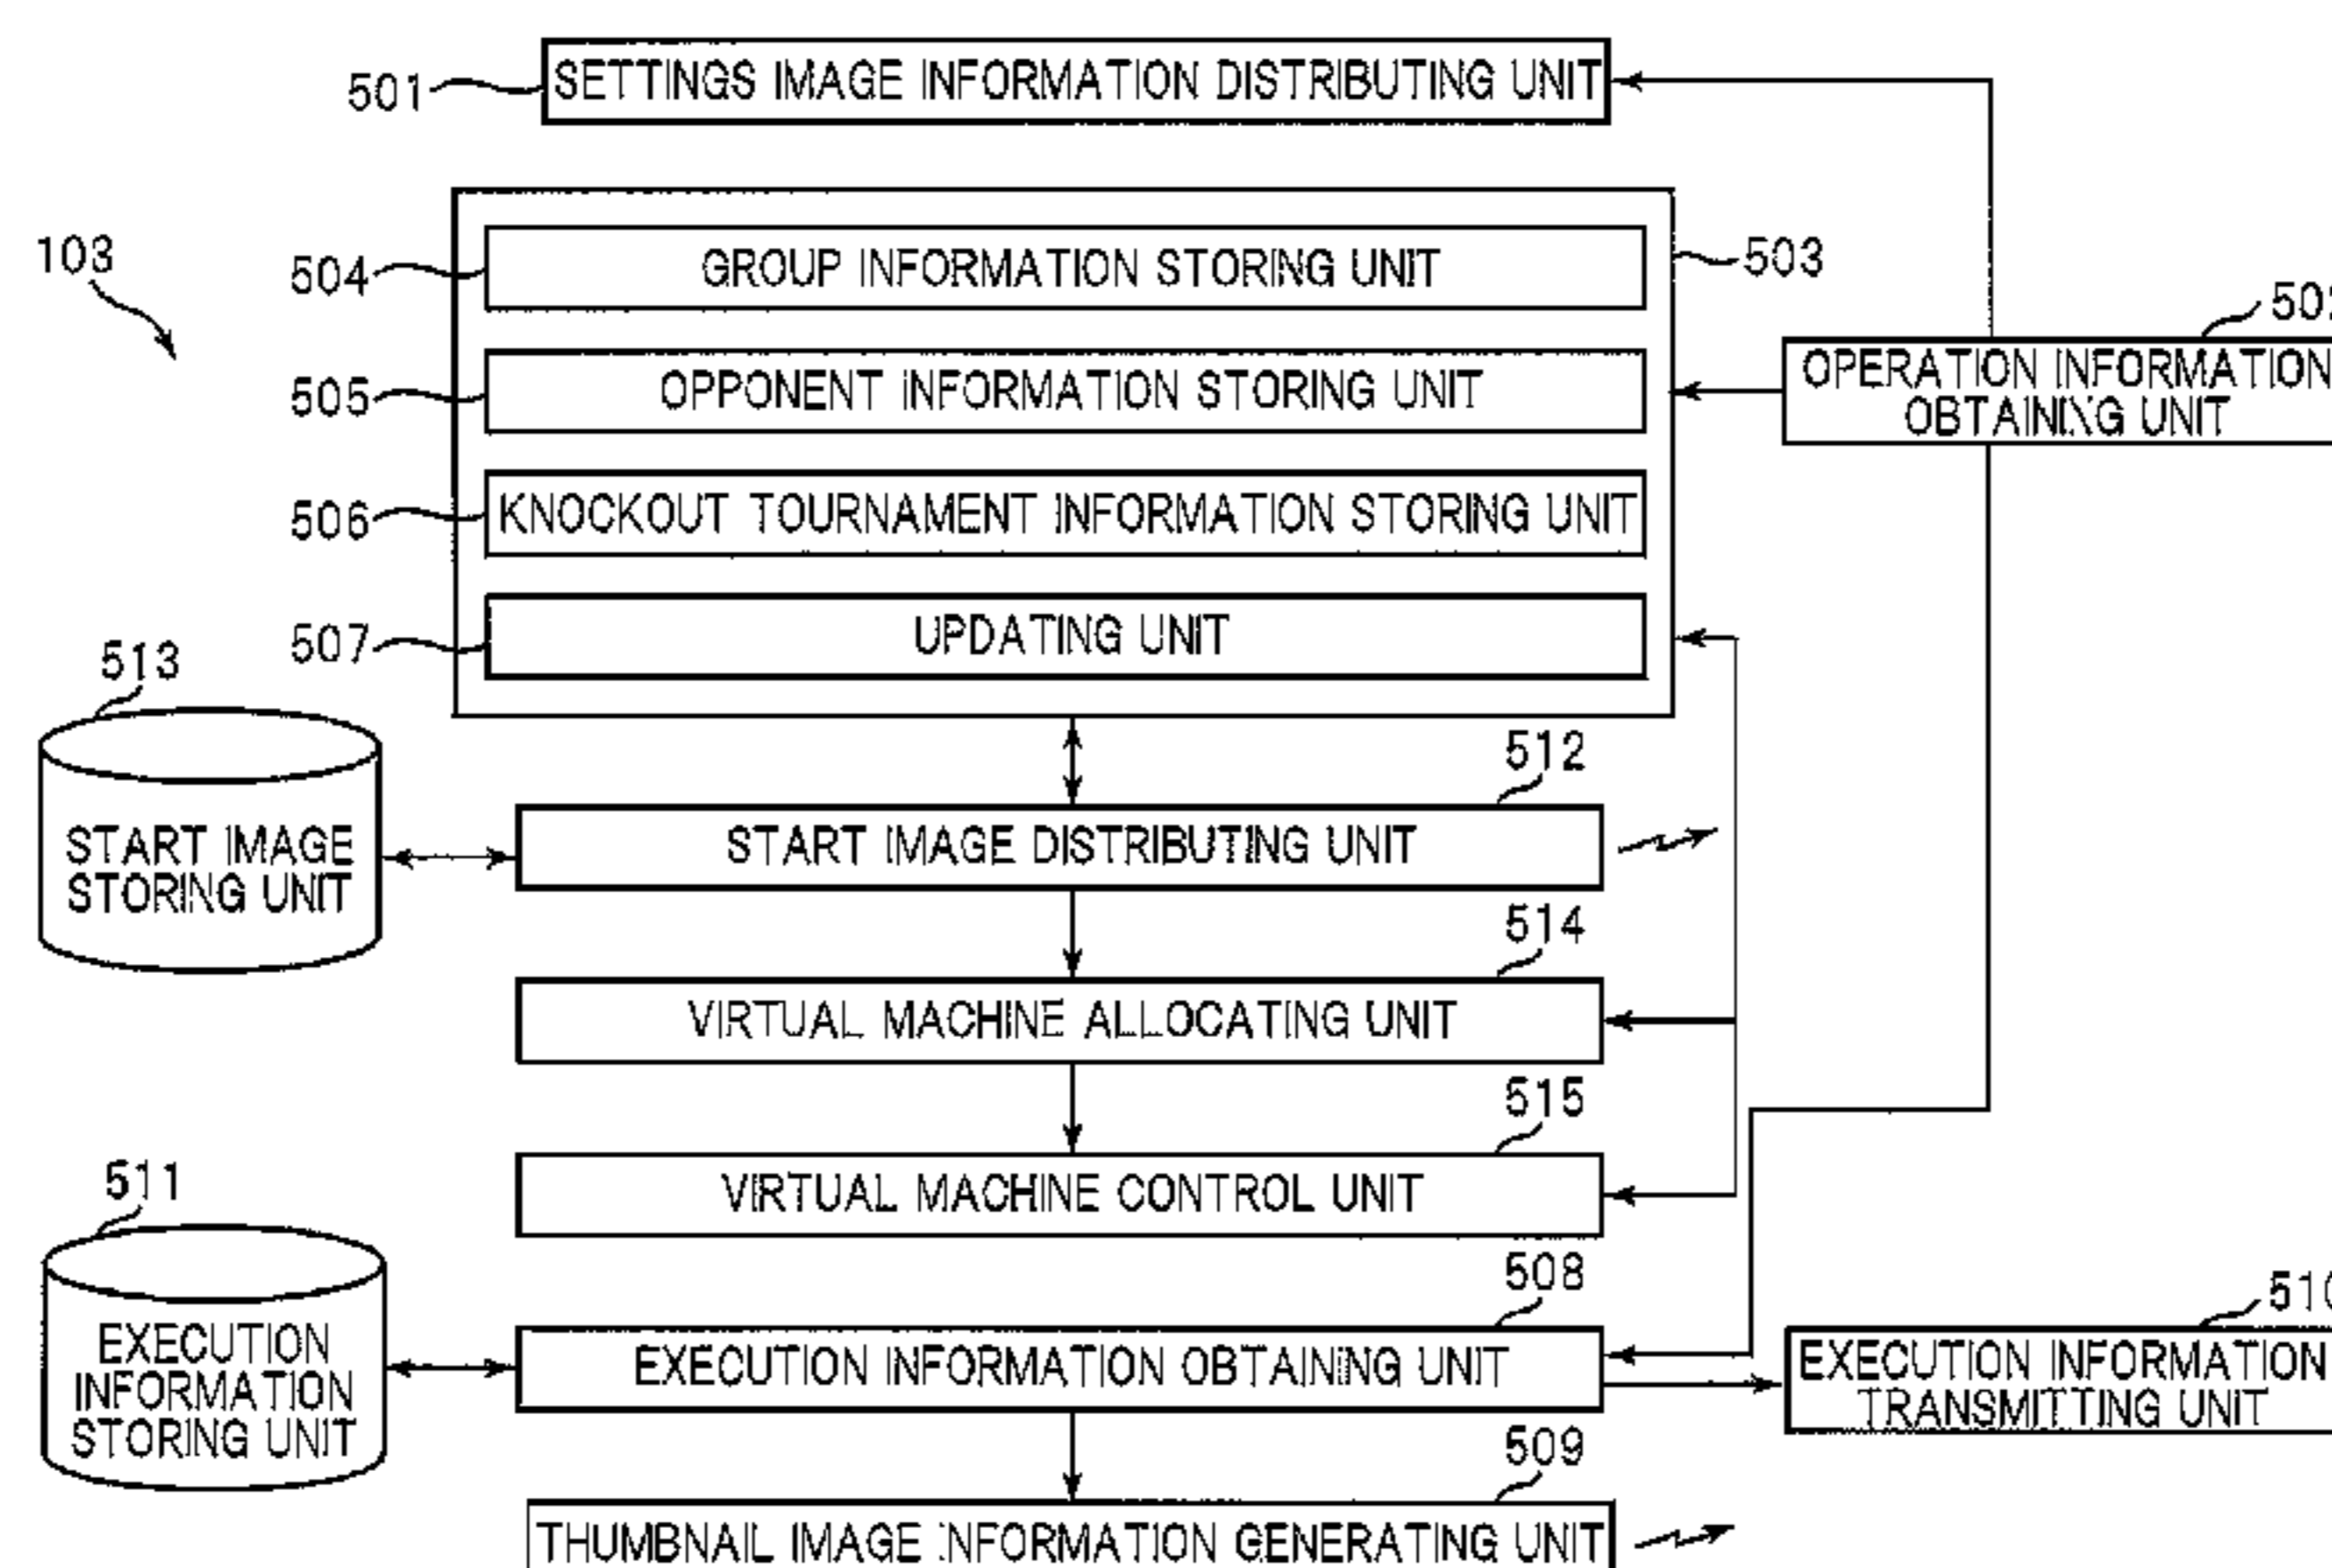 501
SETTINGS IMAGE INFORMATION DISTRIBUTING UNIT
103
504
GROUP INFORMATION STORING UNIT
503
502
OPERATION INFORMATION
OBTAINING UNIT
505
OPPONENT INFORMATION STORING UNIT
506
KNOCKOUT TOURNAMENT INFORMATION STORING UNIT
507
UPDATING UNIT
513
START IMAGE
STORING UNIT
512
START IMAGE DISTRIBUTING UNIT
514
VIRTUAL MACHINE ALLOCATING UNIT
515
VIRTUAL MACHINE CONTROL UNIT
511
EXECUTION
INFORMATION
STORING UNIT
508
EXECUTION INFORMATION OBTAINING UNIT
510
EXECUTION INFORMATION
TRANSMITTING UNIT
509
THUMBNAIL IMAGE INFORMATION GENERATING UNIT